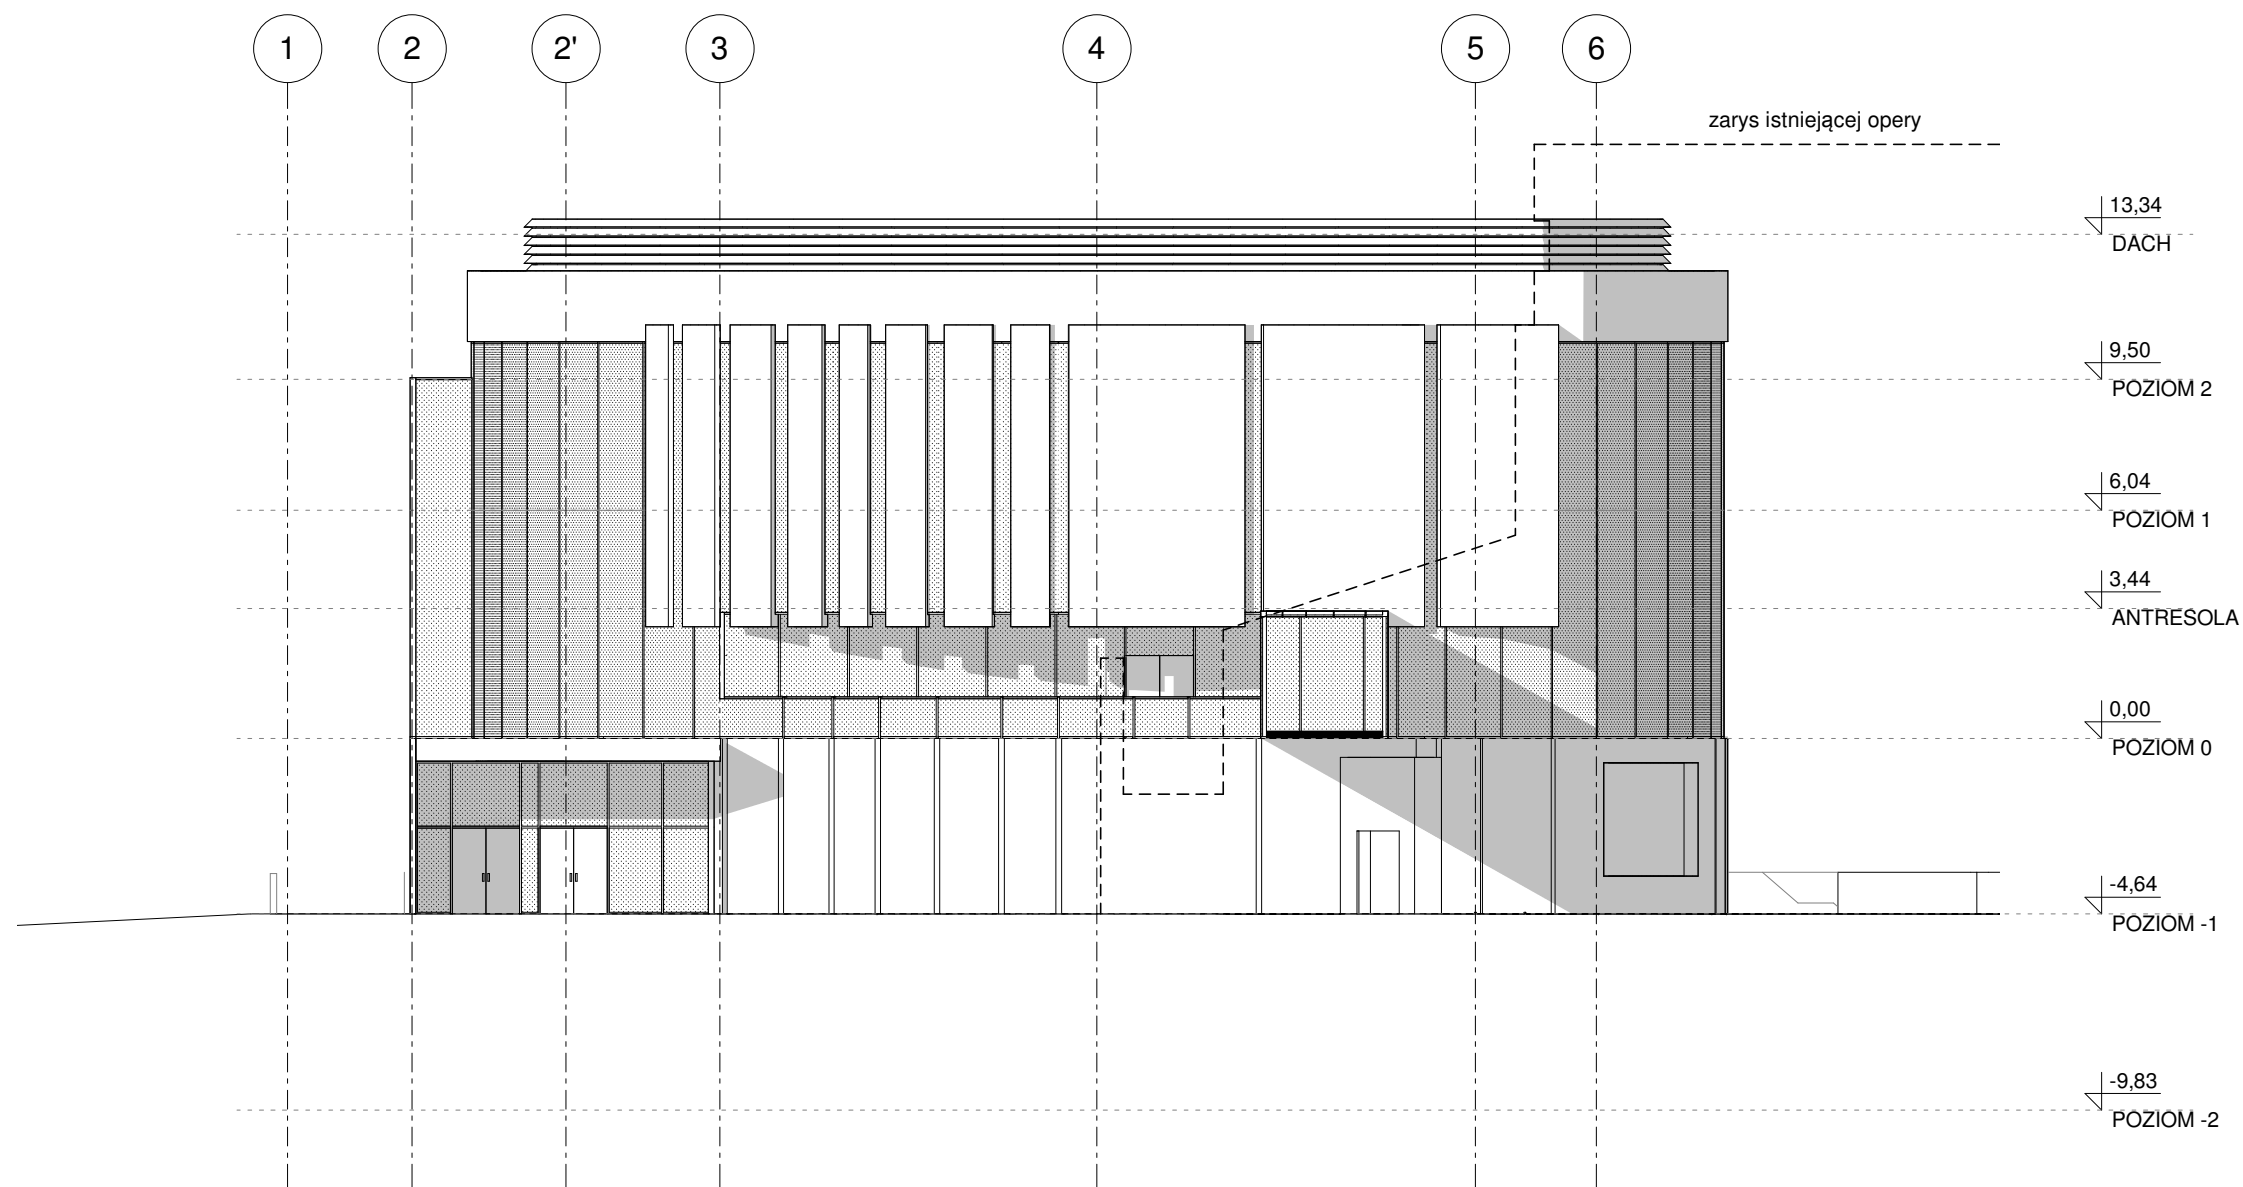 1 2 2' 3 4 5 6
zarys istniejącej opery
13,34
DACH
9,50
POZIOM 2
6,04
POZIOM 1
3,44
ANTRESOLA
0,00
POZIOM 0
-4,64
POZIOM -1
-9,83
POZIOM -2